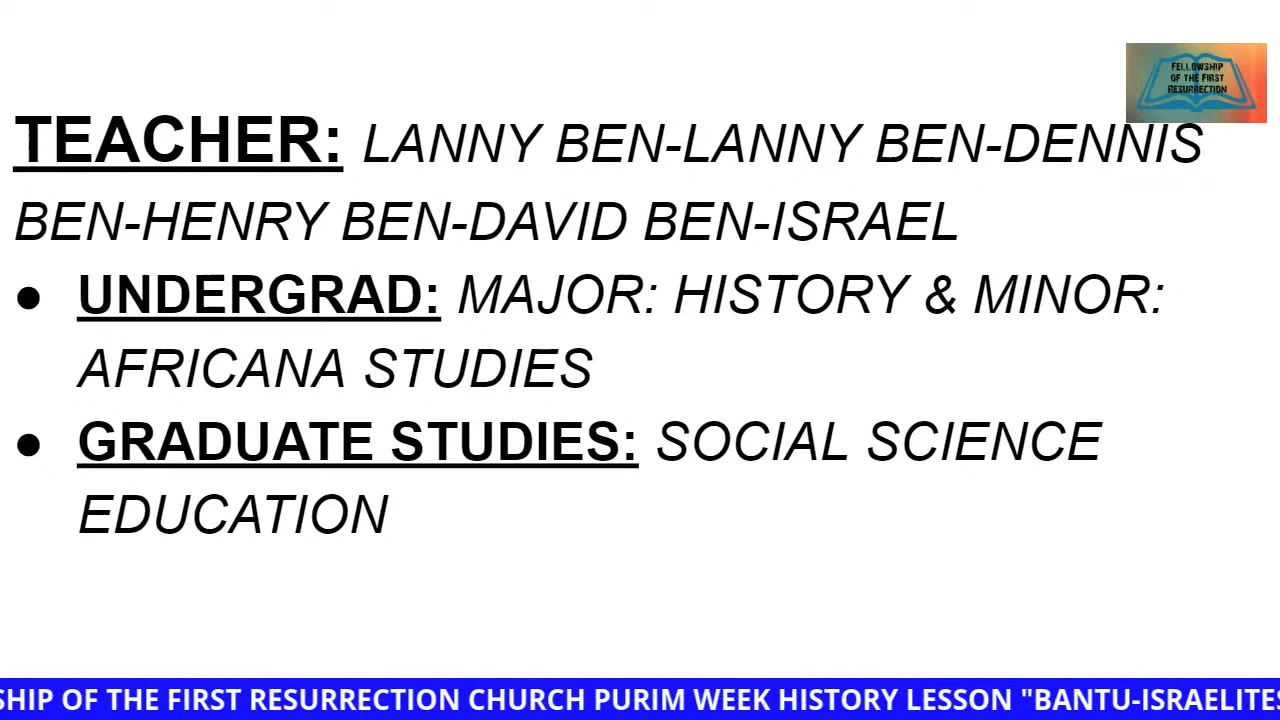 FELLOWSHIP
OF THE FIRST
RESURRECTION
TEACHER: LANNY BEN-LANNY BEN-DENNIS
BEN-HENRY BEN-DAVID BEN-ISRAEL
● UNDERGRAD: MAJOR: HISTORY & MINOR:
AFRICANA STUDIES
● GRADUATE STUDIES: SOCIAL SCIENCE
EDUCATION
SHIP OF THE FIRST RESURRECTION CHURCH PURIM WEEK HISTORY LESSON "BANTU-ISRAELITES